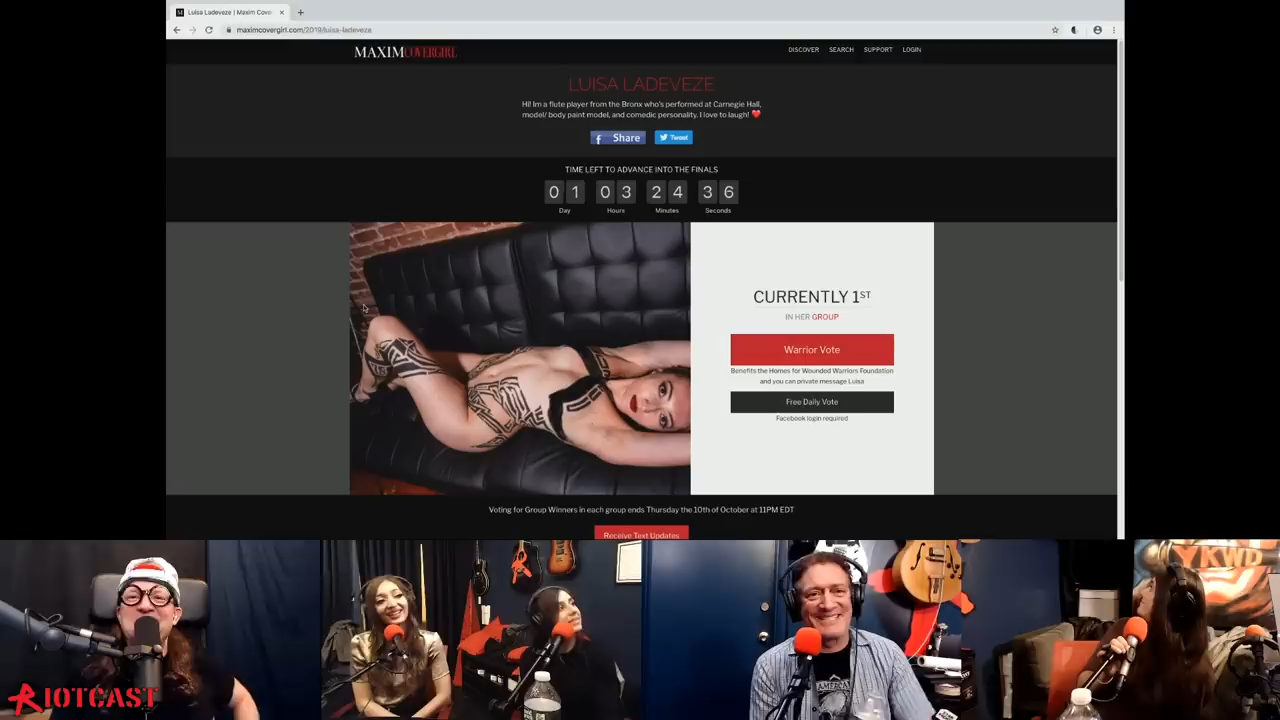 Luisa Ladeveze | Maxim Cove
maximcovergirl.com/2019/luisa-ladeveze
MAXIMCOVERGIRL
DISCOVER SEARCH SUPPORT LOGIN
LUISA LADEVEZE
Hi! Im a flute player from the Bronx who's performed at Carnegie Hall,
model/ body paint model, and comedic personality. I love to laugh! ❤️
f Share
Tweet
TIME LEFT TO ADVANCE INTO THE FINALS
0 1 0 3 2 4 3 6
Day Hours Minutes Seconds
CURRENTLY 1ST
IN HER GROUP
Warrior Vote
Benefits the Homes for Wounded Warriors Foundation
and you can private message Luisa
Free Daily Vote
Facebook login required
Voting for Group Winners in each group ends Thursday the 10th of October at 11PM EDT
Receive Text Updates
YKWD
RIOTCAST